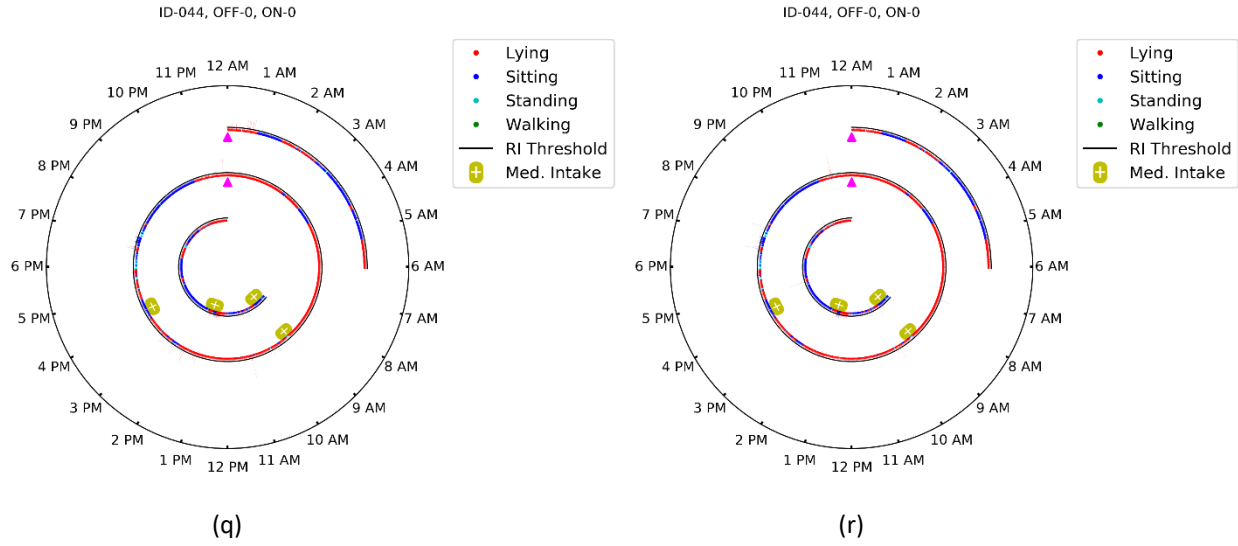 ID-044, OFF-0, ON-0
Lying
Sitting
Standing
Walking
RI Threshold
Med. Intake
12 AM
1 AM
2 AM
3 AM
4 AM
5 AM
6 AM
7 AM
8 AM
9 AM
10 AM
11 AM
12 PM
1 PM
2 PM
3 PM
4 PM
5 PM
6 PM
7 PM
8 PM
9 PM
10 PM
11 PM
(q)
ID-044, OFF-0, ON-0
Lying
Sitting
Standing
Walking
RI Threshold
Med. Intake
12 AM
1 AM
2 AM
3 AM
4 AM
5 AM
6 AM
7 AM
8 AM
9 AM
10 AM
11 AM
12 PM
1 PM
2 PM
3 PM
4 PM
5 PM
6 PM
7 PM
8 PM
9 PM
10 PM
11 PM
(r)